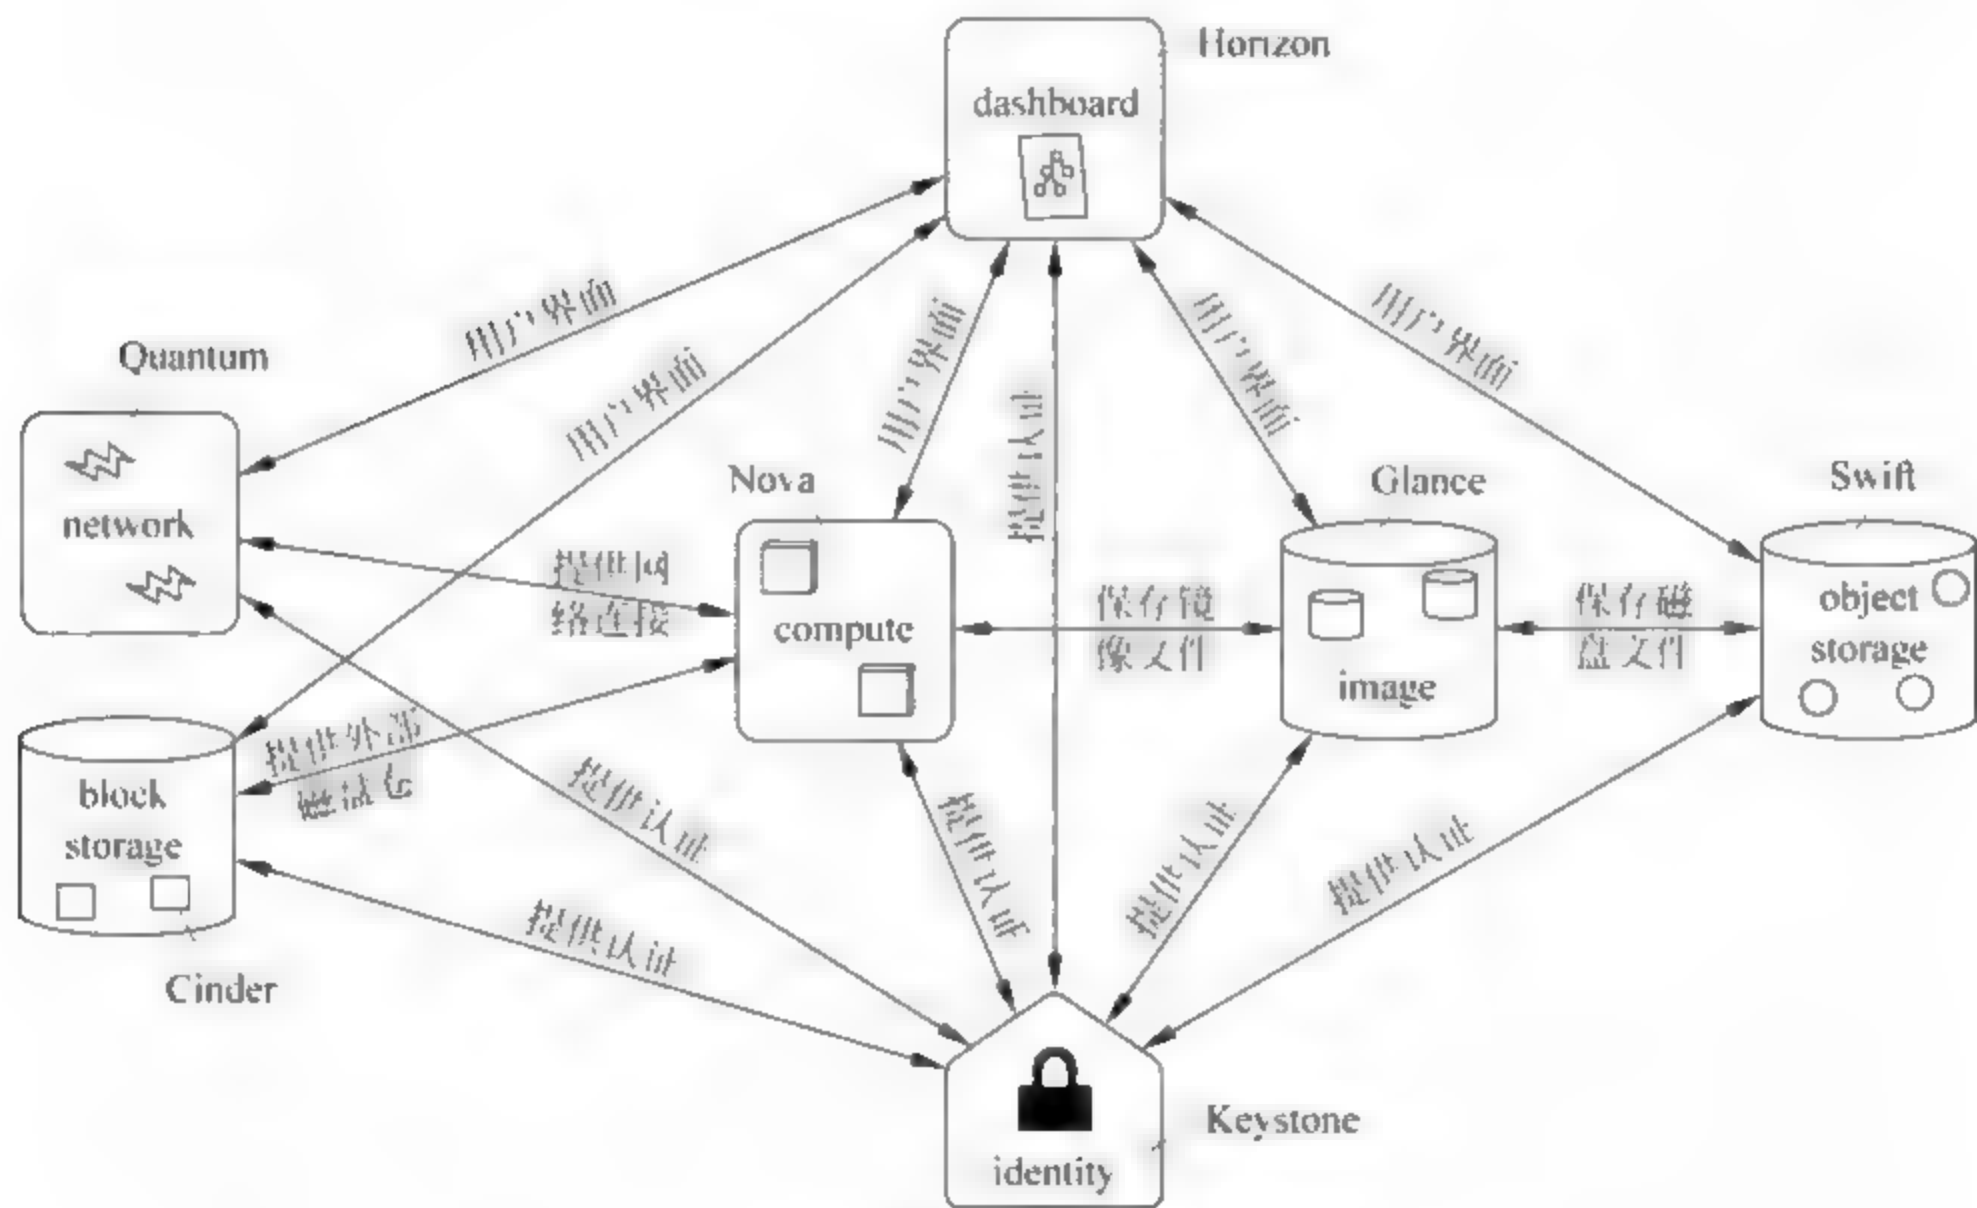 Horizon
dashboard
用户界面
用户界面
用户界面
用户界面
用户界面
提供认证
Quantum
network
Nova
compute
Glance
image
Swift
object
storage
提供网
络连接
保存镜
像文件
保存磁
盘文件
提供外部
block
storage
Cinder
提供认证
提供认证
提供认证
提供认证
提供认证
Keystone
identity